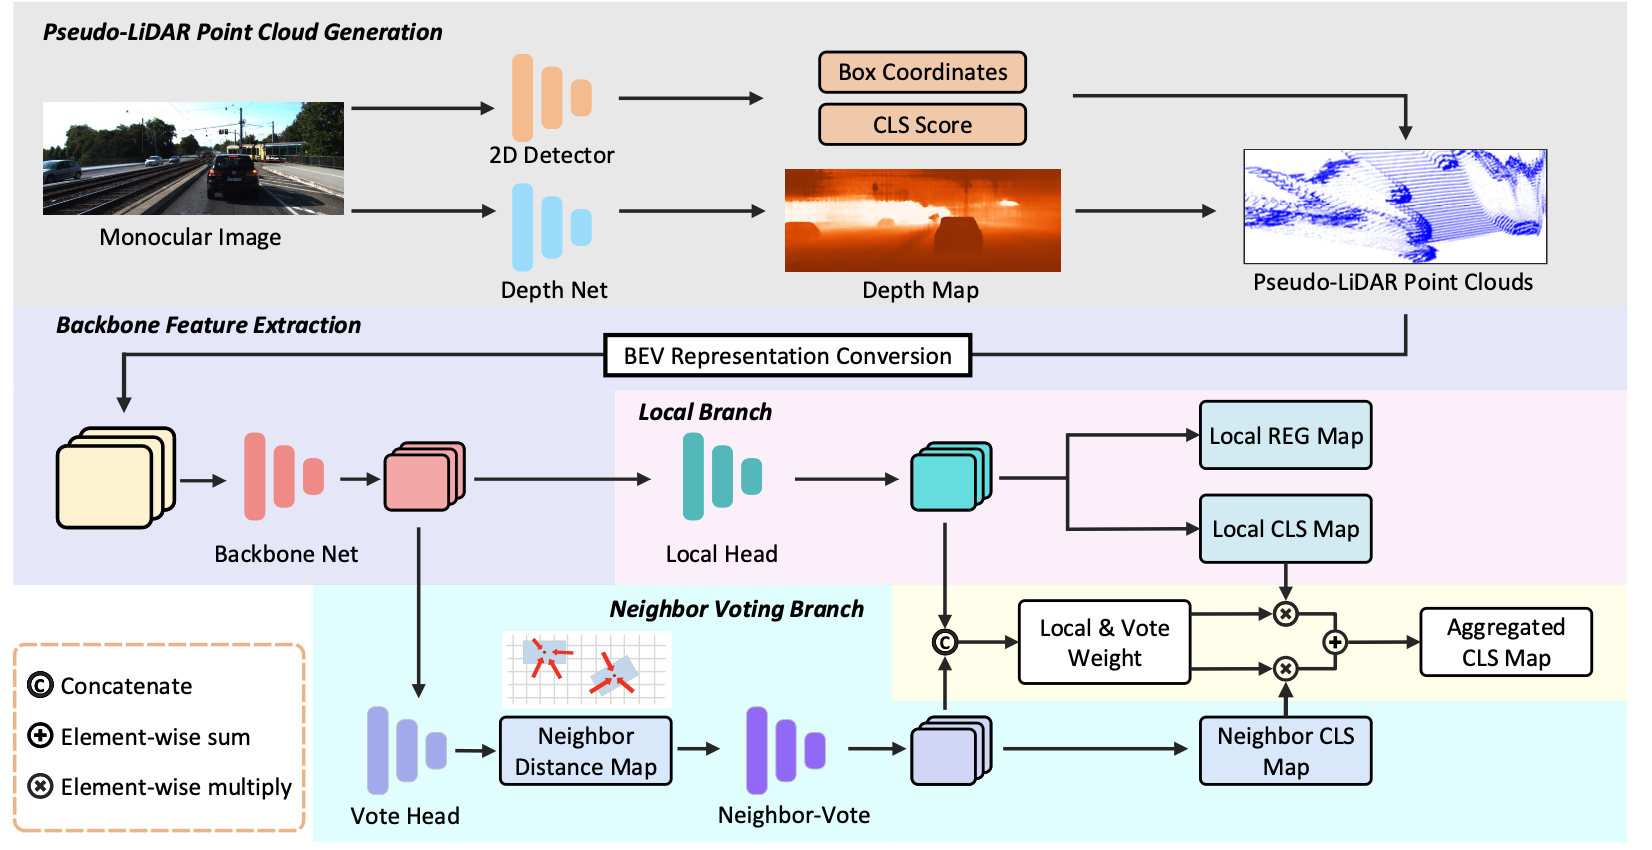 Pseudo-LiDAR Point Cloud Generation
Box Coordinates
CLS Score
2D Detector
Monocular Image
Depth Net
Depth Map
Pseudo-LiDAR Point Clouds
Backbone Feature Extraction
BEV Representation Conversion
Local Branch
Local REG Map
Local CLS Map
Backbone Net
Local Head
Neighbor Voting Branch
C
Local & Vote
Weight
Aggregated
CLS Map
C Concatenate
Element-wise sum
Element-wise multiply
Neighbor
Distance Map
Neighbor CLS
Map
Vote Head
Neighbor-Vote